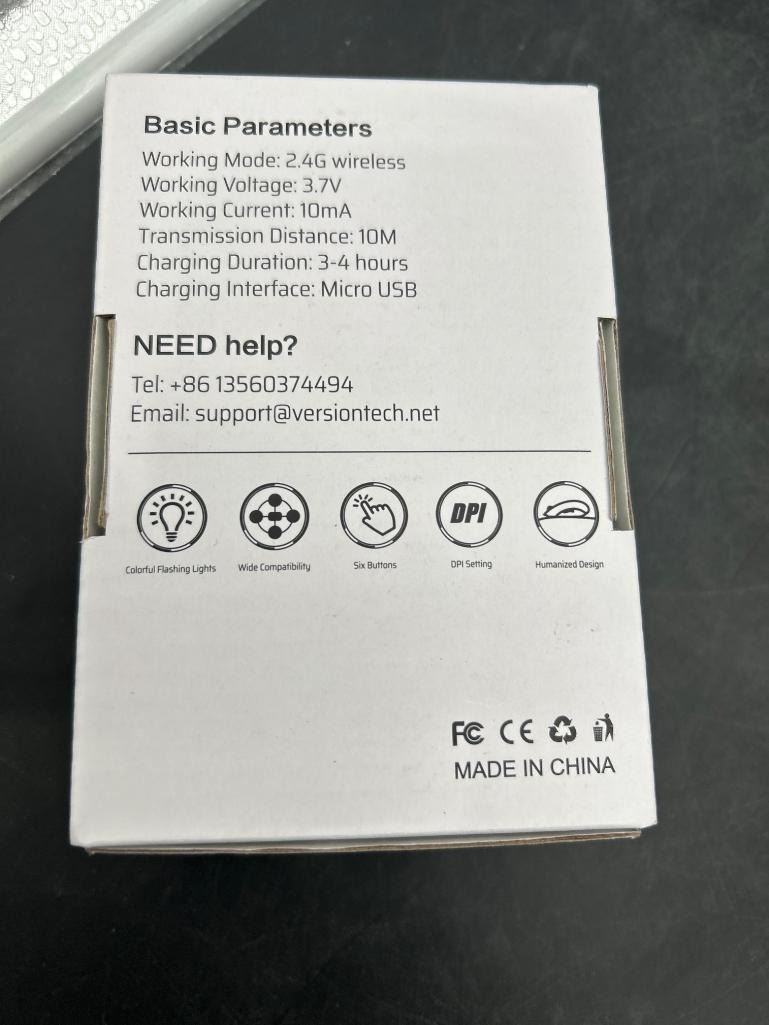 Basic Parameters
Working Mode: 2.4G wireless
Working Voltage: 3.7V
Working Current: 10mA
Transmission Distance: 10M
Charging Duration: 3-4 hours
Charging Interface: Micro USB
NEED help?
Tel: +86 13560374494
Email: support@versiontech.net
DPI
Colorful Flashing Lights Wide Compatibility Six Buttons DPI Setting Humanized Design
FC CE
MADE IN CHINA